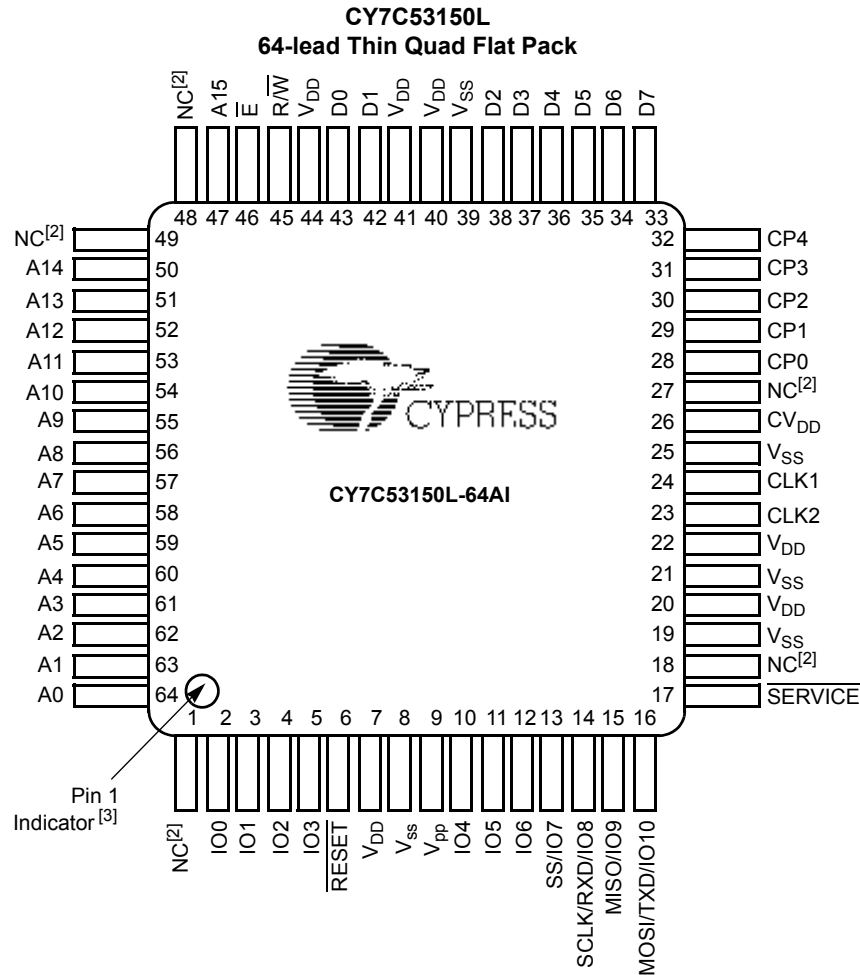 CY7C53150L
64-lead Thin Quad Flat Pack
NC[2]
A15
E
R/W
VDD
D0
D1
VDD
VDD
VSS
D2
D3
D4
D5
D6
D7
48 47 46 45 44 43 42 41 40 39 38 37 36 35 34 33
NC[2] 49 32 CP4
A14 50 31 CP3
A13 51 30 CP2
A12 52 29 CP1
A11 53 28 CP0
A10 54 27 NC[2]
A9 55 26 CVDD
A8 56 25 VSS
A7 57 24 CLK1
A6 58 23 CLK2
A5 59 22 VDD
A4 60 21 VSS
A3 61 20 VDD
A2 62 19 VSS
A1 63 18 NC[2]
A0 64 17 SERVICE
CYPRESS
CY7C53150L-64AI
1 2 3 4 5 6 7 8 9 10 11 12 13 14 15 16
Pin 1
Indicator [3]
NC[2]
IO0
IO1
IO2
IO3
RESET
VDD
Vss
Vpp
IO4
IO5
IO6
SS/IO7
SCLK/RXD/IO8
MISO/IO9
MOSI/TXD/IO10